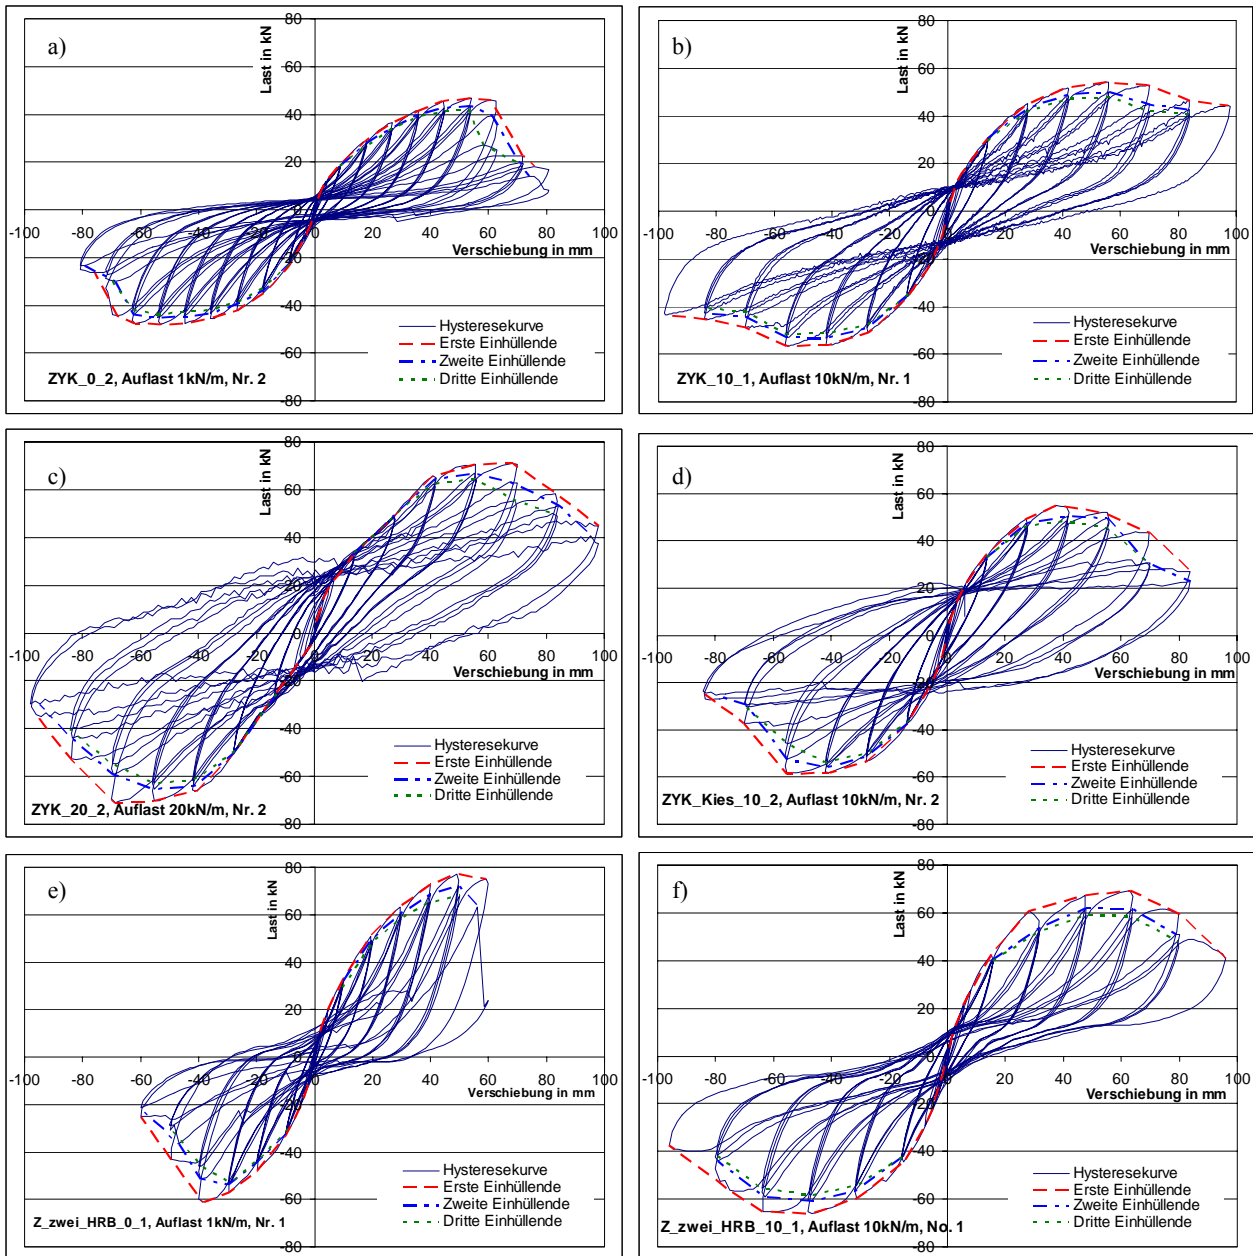 a)
Last in kN
80
60
40
20
0
-20
-40
-60
-80
-100 -80 -60 -40 -20 0 20 40 60 80 100
Verschiebung in mm
Hysteresekurve
Erste Einhüllende
Zweite Einhüllende
Dritte Einhüllende
ZYK_0_2, Auflast 1kN/m, Nr. 2
b)
Last in kN
80
60
40
20
0
-20
-40
-60
-80
-100 -80 -60 -40 -20 0 20 40 60 80 100
Verschiebung in mm
Hysteresekurve
Erste Einhüllende
Zweite Einhüllende
Dritte Einhüllende
ZYK_10_1, Auflast 10kN/m, Nr. 1
c)
Last in kN
80
60
40
20
0
-20
-40
-60
-80
-100 -80 -60 -40 -20 0 20 40 60 80 100
Verschiebung in mm
Hysteresekurve
Erste Einhüllende
Zweite Einhüllende
Dritte Einhüllende
ZYK_20_2, Auflast 20kN/m, Nr. 2
d)
Last in kN
80
60
40
20
0
-20
-40
-60
-80
-100 -80 -60 -40 -20 0 20 40 60 80 100
Verschiebung in mm
Hysteresekurve
Erste Einhüllende
Zweite Einhüllende
Dritte Einhüllende
ZYK_Kies_10_2, Auflast 10kN/m, Nr. 2
e)
Last in kN
80
60
40
20
0
-20
-40
-60
-80
-100 -80 -60 -40 -20 0 20 40 60 80 100
Verschiebung in mm
Hysteresekurve
Erste Einhüllende
Zweite Einhüllende
Dritte Einhüllende
Z_zwei_HRB_0_1, Auflast 1kN/m, Nr. 1
f)
Last in kN
80
60
40
20
0
-20
-40
-60
-80
-100 -80 -60 -40 -20 0 20 40 60 80 100
Verschiebung in mm
Hysteresekurve
Erste Einhüllende
Zweite Einhüllende
Dritte Einhüllende
Z_zwei_HRB_10_1, Auflast 10kN/m, No. 1